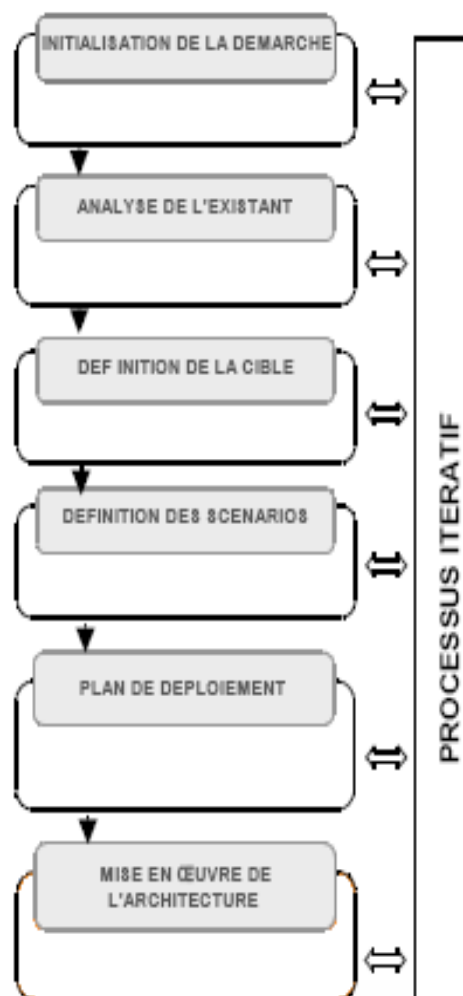 INITIALISATION DE LA DEMARCHE
ANALYSE DE L'EXISTANT
DEF INITION DE LA CIBLE
DEFINITION DES SCENARIOS
PLAN DE DEPLOIEMENT
MISE EN ŒUVRE DE
L'ARCHITECTURE
PROCESSUS ITERATIF